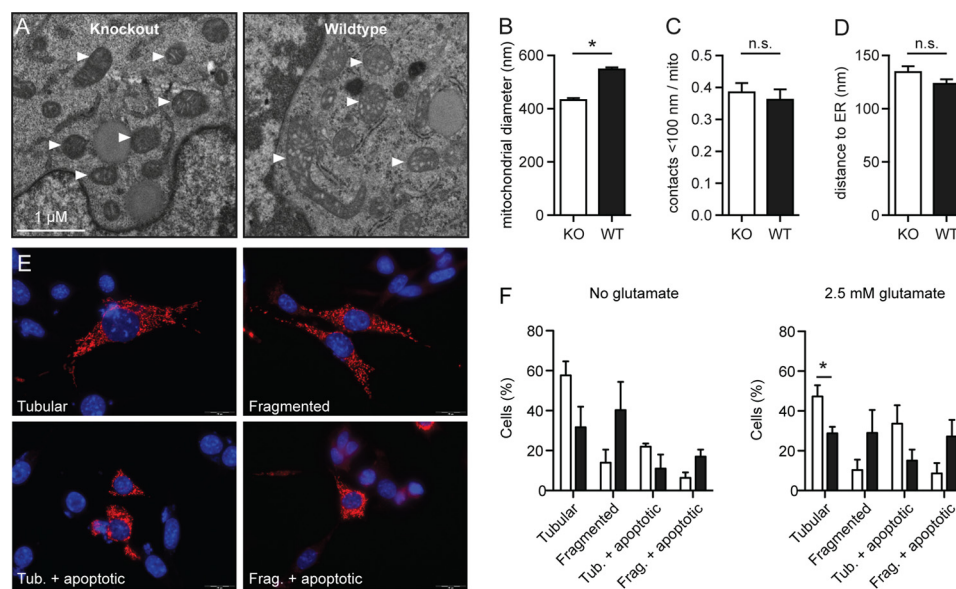 A
Knockout
Wildtype
1 µM
B
*
mitochondrial diameter (nm)
600
400
200
0
KO WT
C
n.s.
contacts <100 nm / mito
0.5
0.4
0.3
0.2
0.1
0.0
KO WT
D
n.s.
distance to ER (nm)
150
100
50
0
KO WT
E
Tubular
Fragmented
Tub. + apoptotic
Frag. + apoptotic
F
No glutamate
Cells (%)
80
60
40
20
0
Tubular
Fragmented
Tub. + apoptotic
Frag. + apoptotic
2.5 mM glutamate
*
Cells (%)
80
60
40
20
0
Tubular
Fragmented
Tub. + apoptotic
Frag. + apoptotic